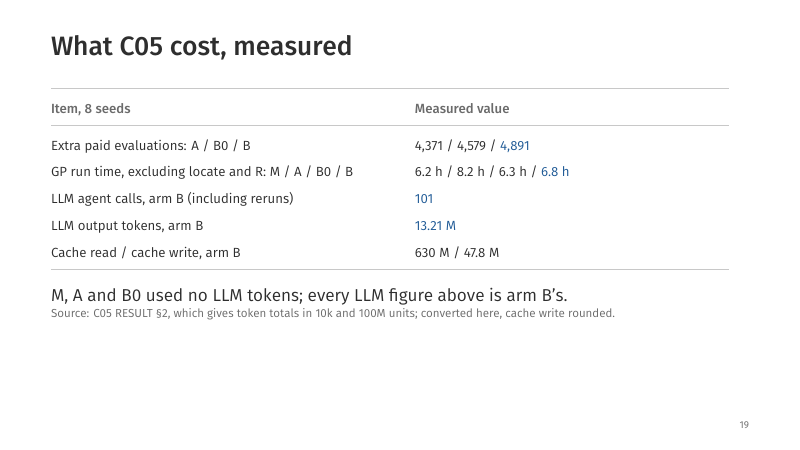 What C05 cost, measured
Item, 8 seeds Measured value
Extra paid evaluations: A / B0 / B 4,371 / 4,579 / 4,891
GP run time, excluding locate and R: M / A / B0 / B 6.2 h / 8.2 h / 6.3 h / 6.8 h
LLM agent calls, arm B (including reruns) 101
LLM output tokens, arm B 13.21 M
Cache read / cache write, arm B 630 M / 47.8 M
M, A and B0 used no LLM tokens; every LLM figure above is arm B’s.
Source: C05 RESULT §2, which gives token totals in 10k and 100M units; converted here, cache write rounded.
19